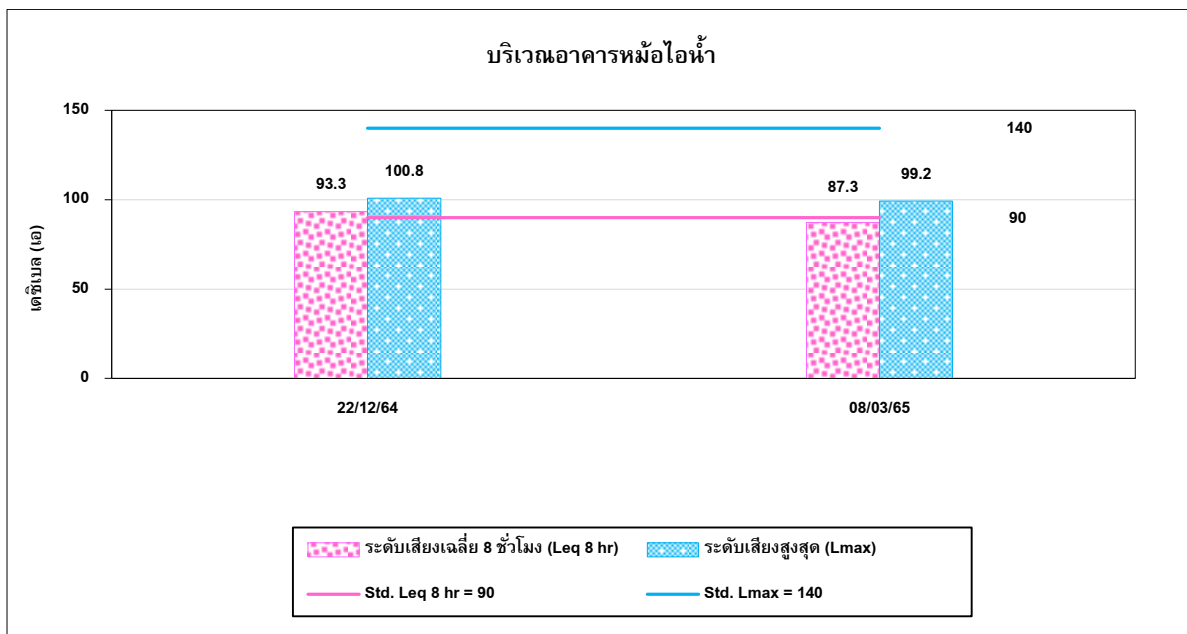 บริเวณอาคารหม้อไอน้ำ
เดซิเบล (เอ)
150
100
50
0
93.3
100.8
87.3
99.2
140
90
22/12/64
08/03/65
ระดับเสียงเฉลี่ย 8 ชั่วโมง (Leq 8 hr)
ระดับเสียงสูงสุด (Lmax)
Std. Leq 8 hr = 90
Std. Lmax = 140